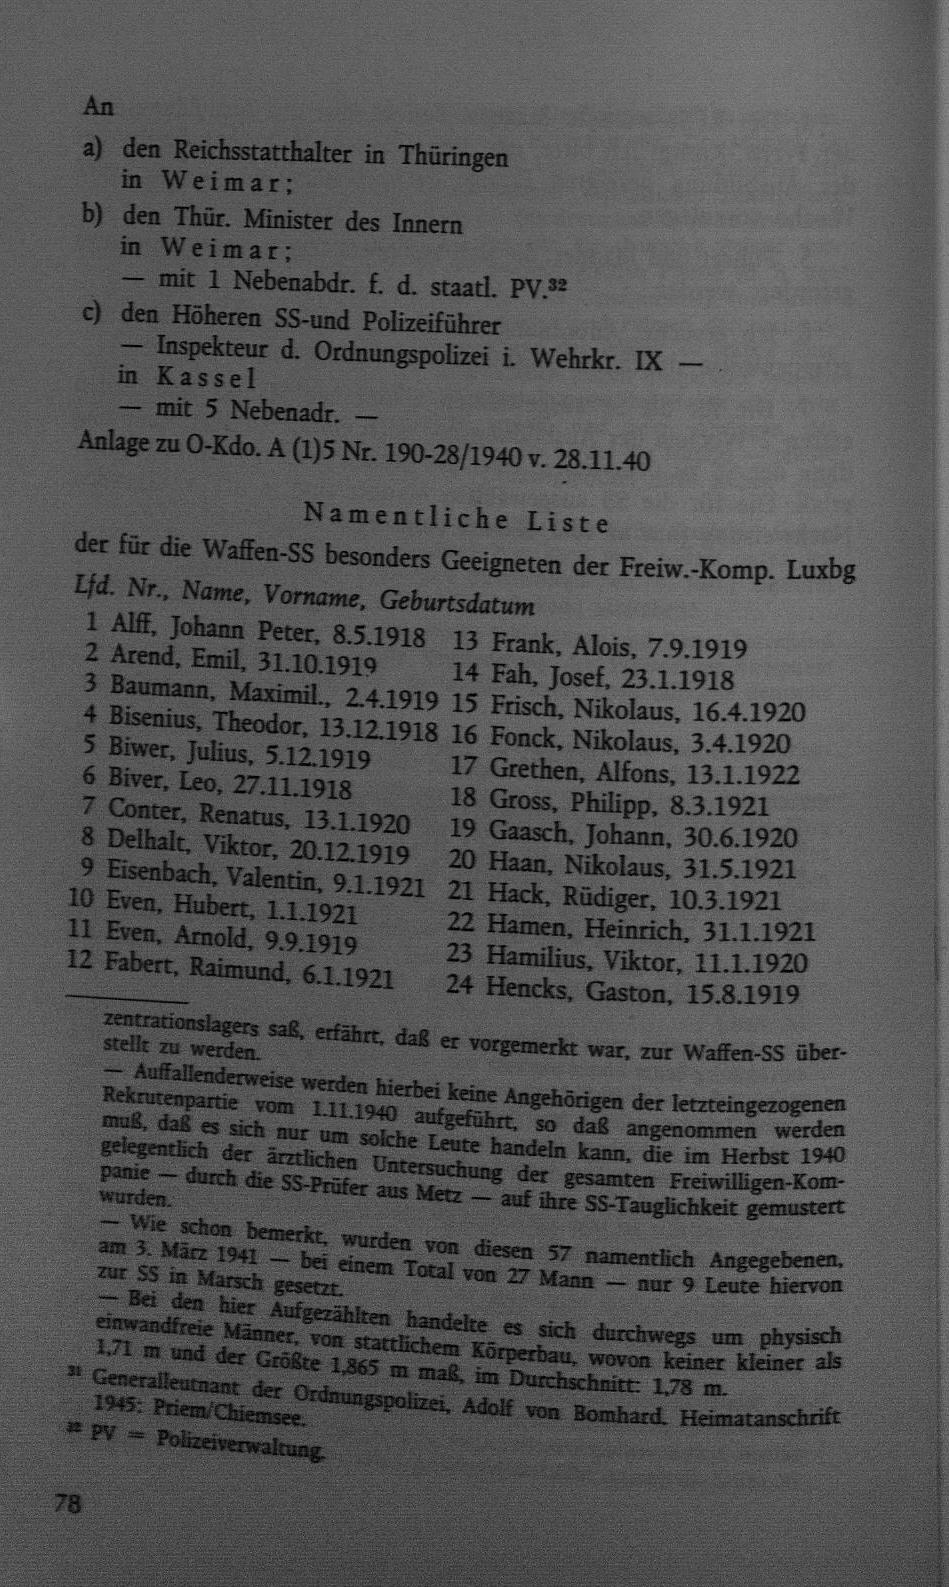 An
a) den Reichsstatthalter in Thüringen
in Weimar;
b) den Thür. Minister des Innern
in Weimar;
— mit 1 Nebenabdr. f. d. staatl. PV.³²
c) den Höheren SS-und Polizeiführer
— Inspekteur d. Ordnungspolizei i. Wehrkr. IX —
in Kassel
— mit 5 Nebenadr. —
Anlage zu O-Kdo. A (1)5 Nr. 190-28/1940 v. 28.11.40
Namentliche Liste
der für die Waffen-SS besonders Geeigneten der Freiw.-Komp. Luxbg
Lfd. Nr., Name, Vorname, Geburtsdatum
1 Alff, Johann Peter, 8.5.1918
2 Arend, Emil, 31.10.1919
3 Baumann, Maximil., 2.4.1919
4 Bisenius, Theodor, 13.12.1918
5 Biwer, Julius, 5.12.1919
6 Biver, Leo, 27.11.1918
7 Conter, Renatus, 13.1.1920
8 Delhalt, Viktor, 20.12.1919
9 Eisenbach, Valentin, 9.1.1921
10 Even, Hubert, 1.1.1921
11 Even, Arnold, 9.9.1919
12 Fabert, Raimund, 6.1.1921
13 Frank, Alois, 7.9.1919
14 Fah, Josef, 23.1.1918
15 Frisch, Nikolaus, 16.4.1920
16 Fonck, Nikolaus, 3.4.1920
17 Grethen, Alfons, 13.1.1922
18 Gross, Philipp, 8.3.1921
19 Gaasch, Johann, 30.6.1920
20 Haan, Nikolaus, 31.5.1921
21 Hack, Rüdiger, 10.3.1921
22 Hamen, Heinrich, 31.1.1921
23 Hamilius, Viktor, 11.1.1920
24 Hencks, Gaston, 15.8.1919
zentrationslagers saß, erfährt, daß er vorgemerkt war, zur Waffen-SS über-
stellt zu werden.
— Auffallenderweise werden hierbei keine Angehörigen der letzteingezogenen
Rekrutenpartie vom 1.11.1940 aufgeführt, so daß angenommen werden
muß, daß es sich nur um solche Leute handeln kann, die im Herbst 1940
gelegentlich der ärztlichen Untersuchung der gesamten Freiwilligen-Kom-
panie — durch die SS-Prüfer aus Metz — auf ihre SS-Tauglichkeit gemustert
wurden.
— Wie schon bemerkt, wurden von diesen 57 namentlich Angegebenen,
am 3. März 1941 — bei einem Total von 27 Mann — nur 9 Leute hiervon
zur SS in Marsch gesetzt.
— Bei den hier Aufgezählten handelte es sich durchwegs um physisch
einwandfreie Männer, von stattlichem Körperbau, wovon keiner kleiner als
1,71 m und der Größte 1,865 m maß, im Durchschnitt: 1,78 m.
³¹ Generalleutnant der Ordnungspolizei, Adolf von Bomhard. Heimatanschrift
1945: Priem/Chiemsee.
³² PV = Polizeiverwaltung.
78